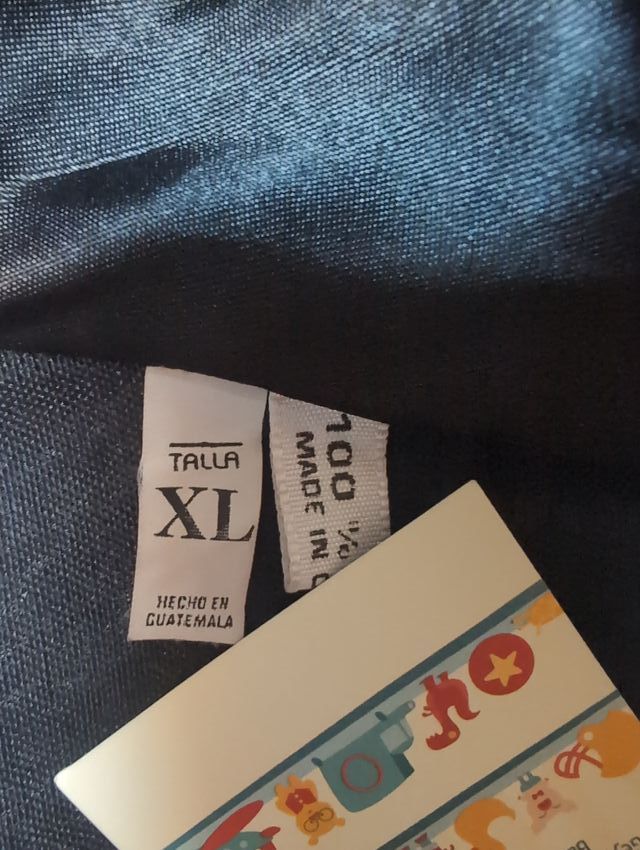 TALLA
XL
HECHO EN
GUATEMALA
100 %
MADE IN